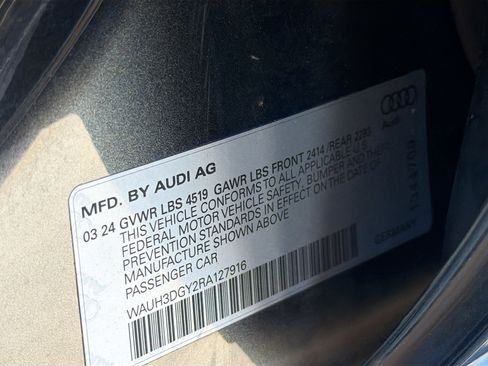 Audi
MFD. BY AUDI AG
03 24 GVWR LBS 4519 GAWR LBS FRONT 2414 /REAR 2293
THIS VEHICLE CONFORMS TO ALL APPLICABLE U.S.
FEDERAL MOTOR VEHICLE SAFETY, BUMPER AND THEFT
PREVENTION STANDARDS IN EFFECT ON THE DATE OF
MANUFACTURE SHOWN ABOVE
PASSENGER CAR
WAUH3DGY2RA127916
GERMANY